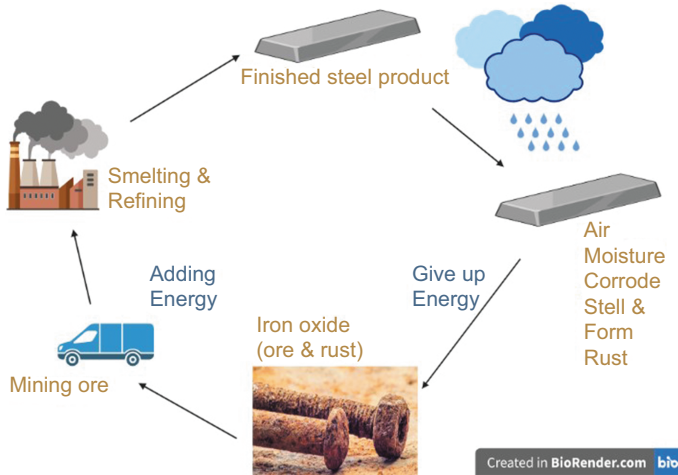 Finished steel product
Smelting &
Refining
Air
Moisture
Corrode
Stell &
Form
Rust
Adding
Energy
Give up
Energy
Iron oxide
(ore & rust)
Mining ore
Created in BioRender.com bio